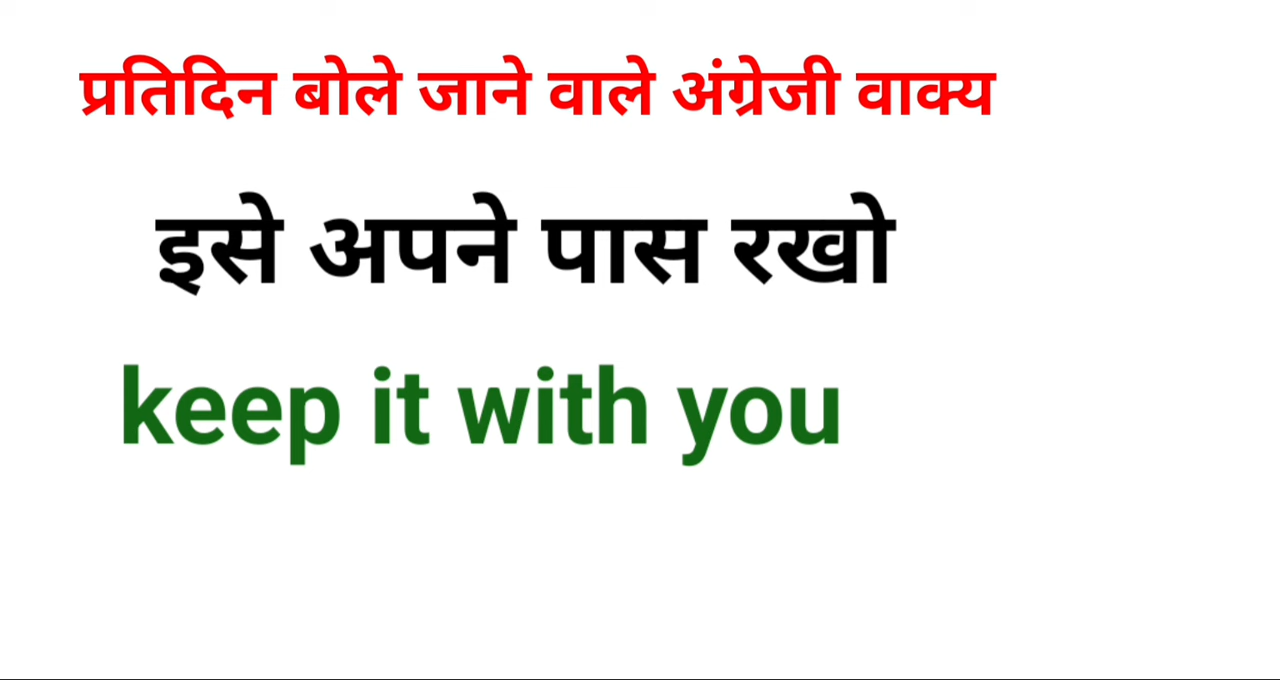 प्रतिदिन बोले जाने वाले अंग्रेजी वाक्य
इसे अपने पास रखो
keep it with you